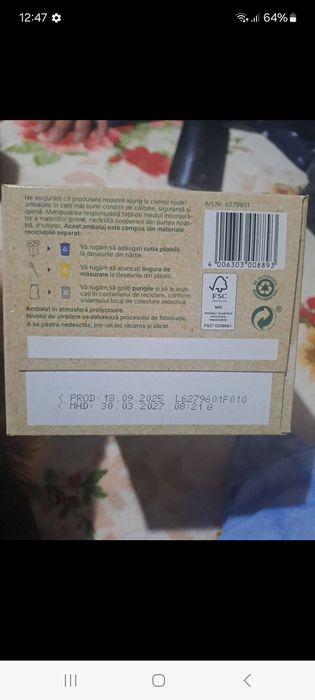 12:47
64%
Ne asigurăm că produsele noastre ajung la clienții noștri
ambalate în cele mai bune condiții de calitate, siguranță și
igienă. Manipularea responsabilă față de mediul înconjură-
tor a materiilor prime, necesită cooperare din partea noas-
tră, a tuturor. Acest ambalaj este compus din materiale
reciclabile separat:
Vă rugăm să adăugați cutia pliabilă
la deșeurile din hârtie.
Vă rugăm să aruncați lingura de
măsurare la deșeurile din plastic.
Vă rugăm să goliți pungile și să le arun-
cați în containerul de reciclare, conform
sistemului local de colectare selectivă.
Ambalat în atmosferă protectoare.
Nivelul de umplere se datorează procesului de fabricație.
A se păstra nedeschis, într-un loc răcoros și uscat.
Art.Nr. 6279601
4 006303 008893
FSC
MIX
FSC® C008061
< PROD: 18.09.2025 L6279601F010
< MHD: 30.03.2027 08:21 G